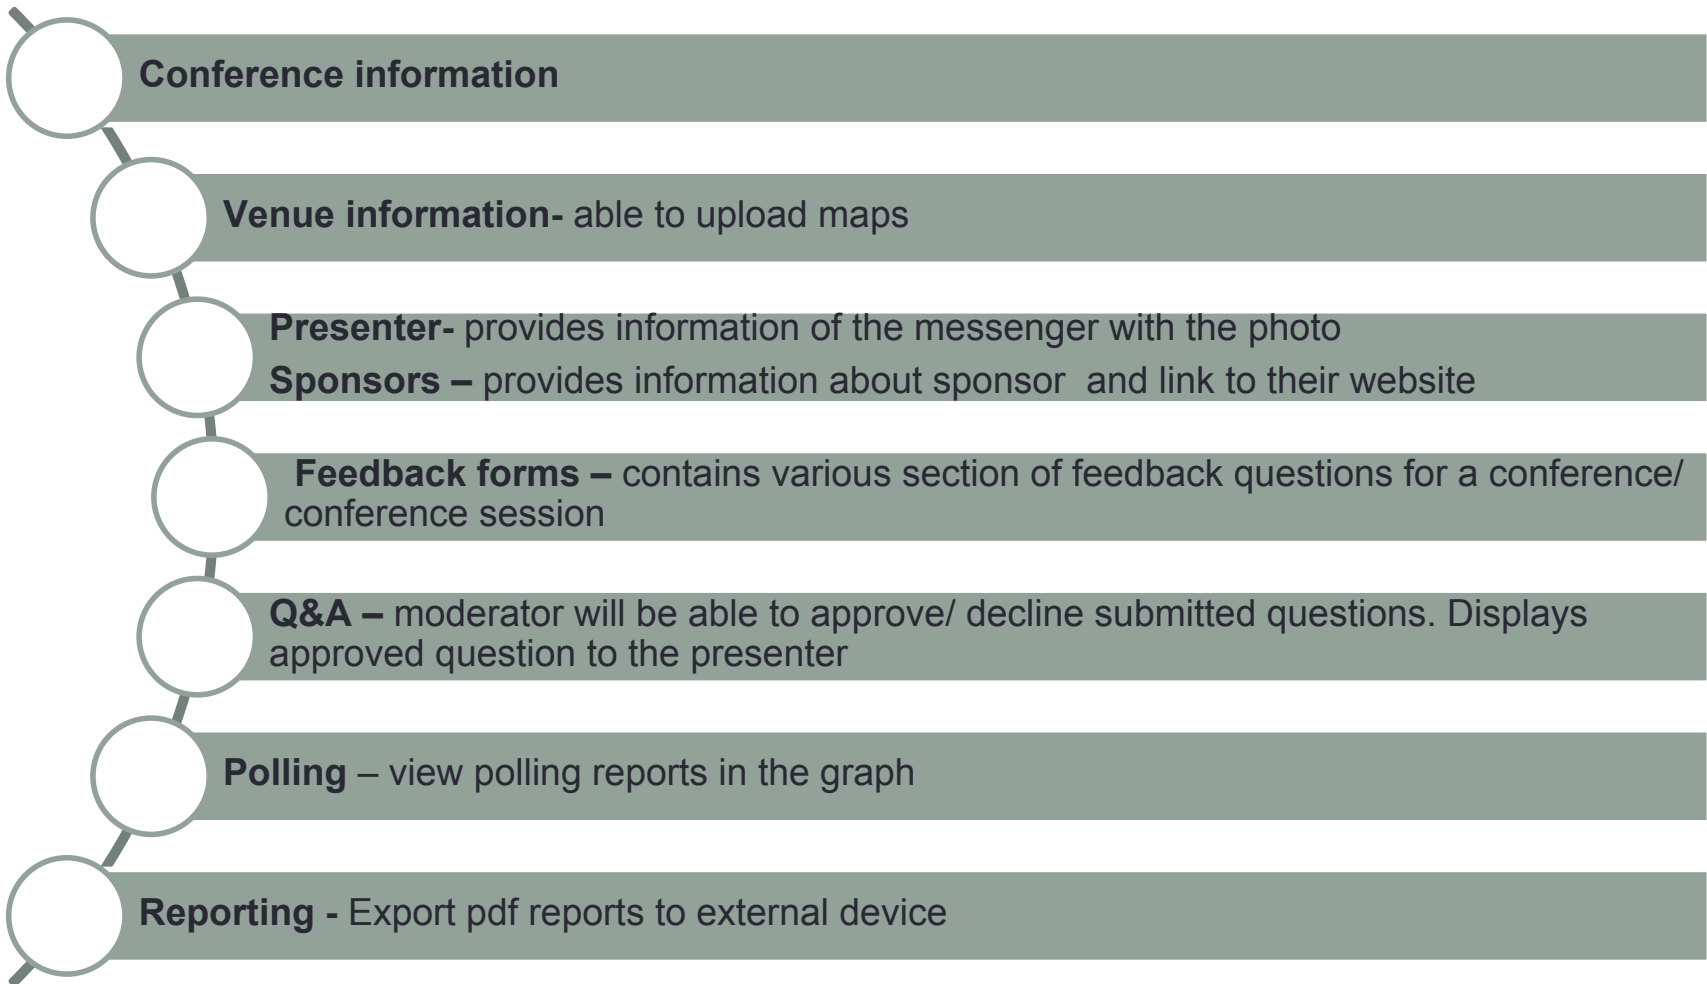 Conference information
Venue information- able to upload maps
Presenter- provides information of the messenger with the photo
Sponsors – provides information about sponsor  and link to their website
Feedback forms – contains various section of feedback questions for a conference/
conference session
Q&A – moderator will be able to approve/ decline submitted questions. Displays
approved question to the presenter
Polling – view polling reports in the graph
Reporting - Export pdf reports to external device